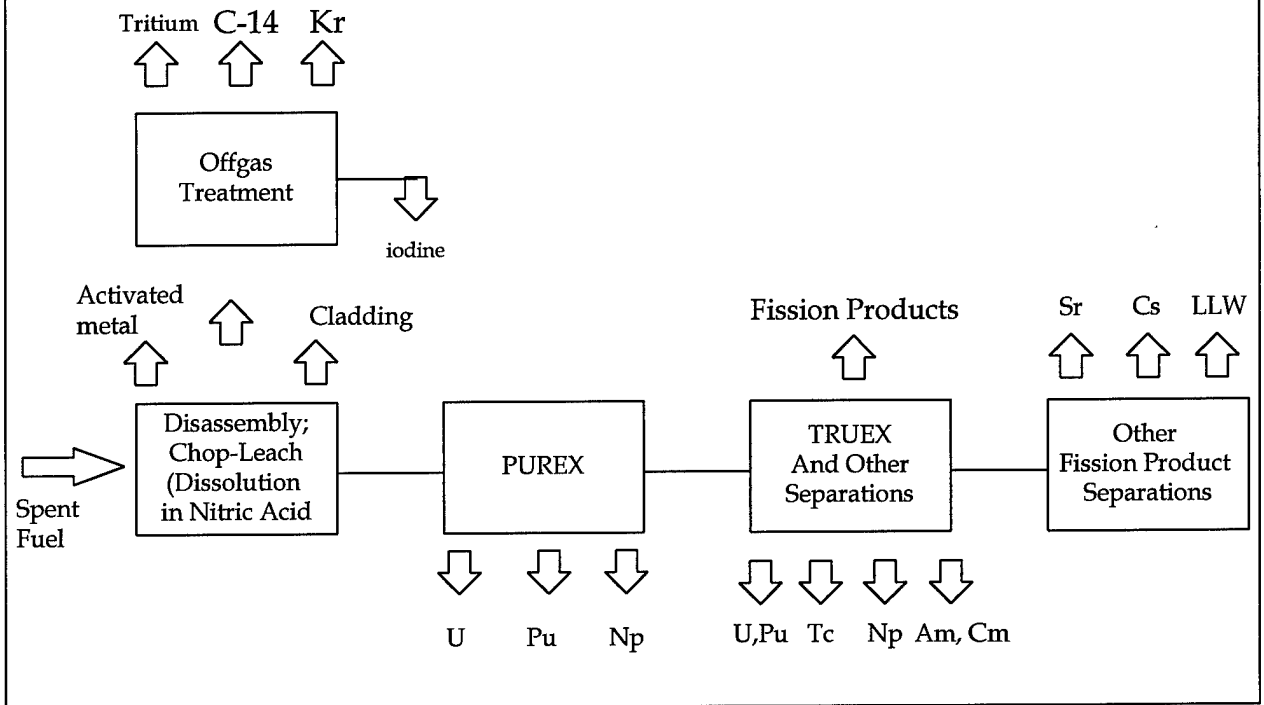 Tritium C-14 Kr
Offgas
Treatment
iodine
Activated
metal
Cladding
Fission Products
Sr Cs LLW
Spent
Fuel
Disassembly;
Chop-Leach
(Dissolution
in Nitric Acid
PUREX
TRUEX
And Other
Separations
Other
Fission Product
Separations
U Pu Np
U,Pu Tc Np Am, Cm